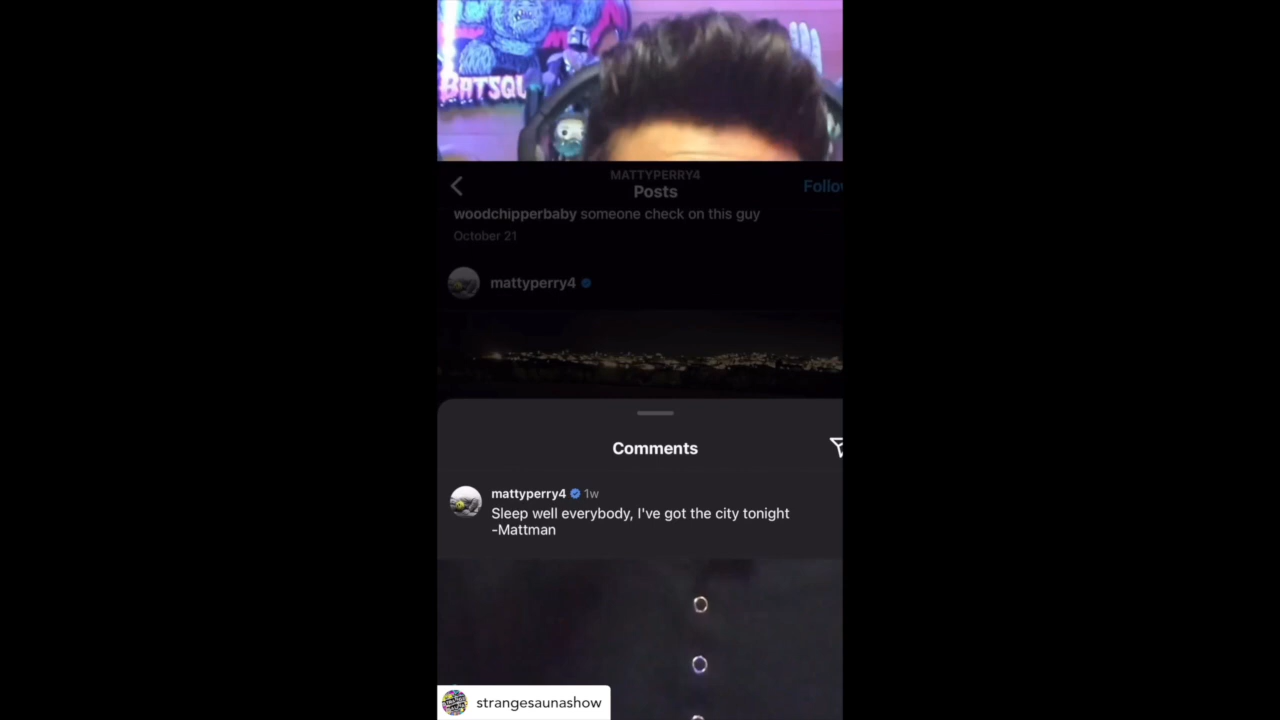 BATSQU
MATTYPERRY4
Posts
Follow
woodchipperbaby someone check on this guy
October 21
mattyperry4
Comments
mattyperry4 1w
Sleep well everybody, I've got the city tonight
-Mattman
strangesaunashow